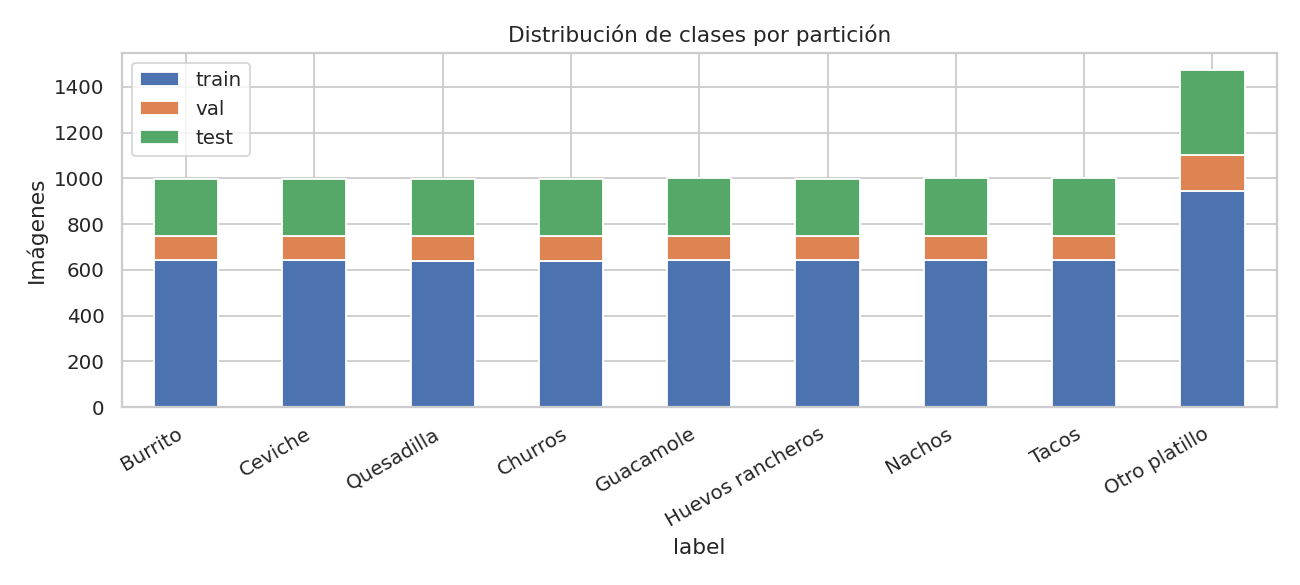 Distribución de clases por partición
train
val
test
Imágenes
1400
1200
1000
800
600
400
200
0
Burrito
Ceviche
Quesadilla
Churros
Guacamole
Huevos rancheros
Nachos
Tacos
Otro platillo
label